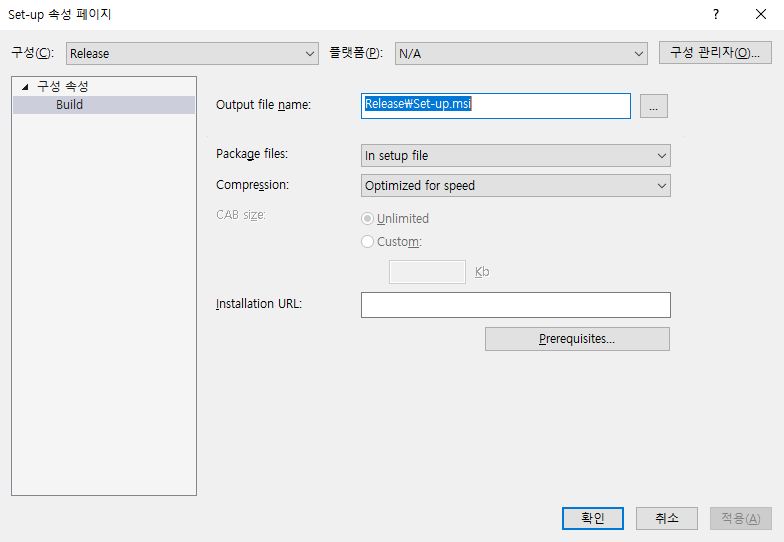 Set-up 속성 페이지
?
구성(C): Release 플랫폼(P): N/A 구성 관리자(O)...
구성 속성
Build
Output file name: Release₩Set-up.msi ...
Package files: In setup file
Compression: Optimized for speed
CAB size: Unlimited
Custom:
Kb
Installation URL:
Prerequisites...
확인 취소 적용(A)